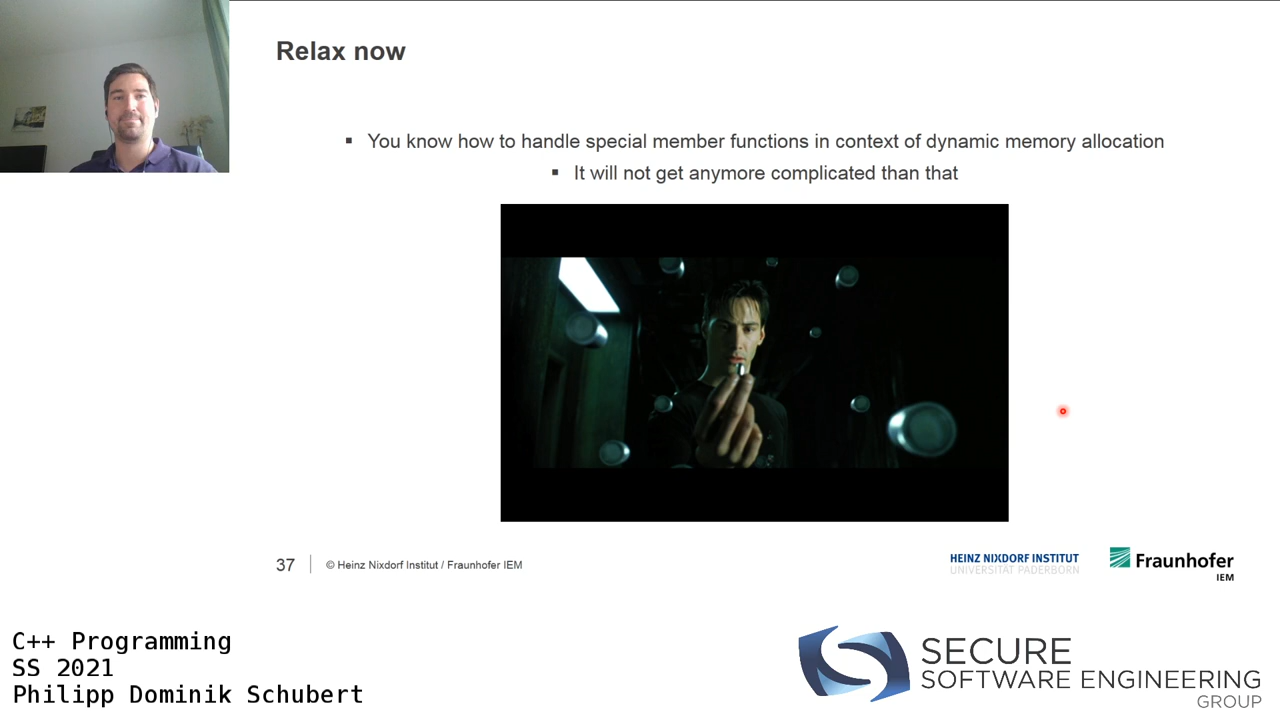 Relax now
▪ You know how to handle special member functions in context of dynamic memory allocation
▪ It will not get anymore complicated than that
37
© Heinz Nixdorf Institut / Fraunhofer IEM
HEINZ NIXDORF INSTITUT
UNIVERSITÄT PADERBORN
Fraunhofer
IEM
C++ Programming
SS 2021
Philipp Dominik Schubert
SECURE
SOFTWARE ENGINEERING
GROUP